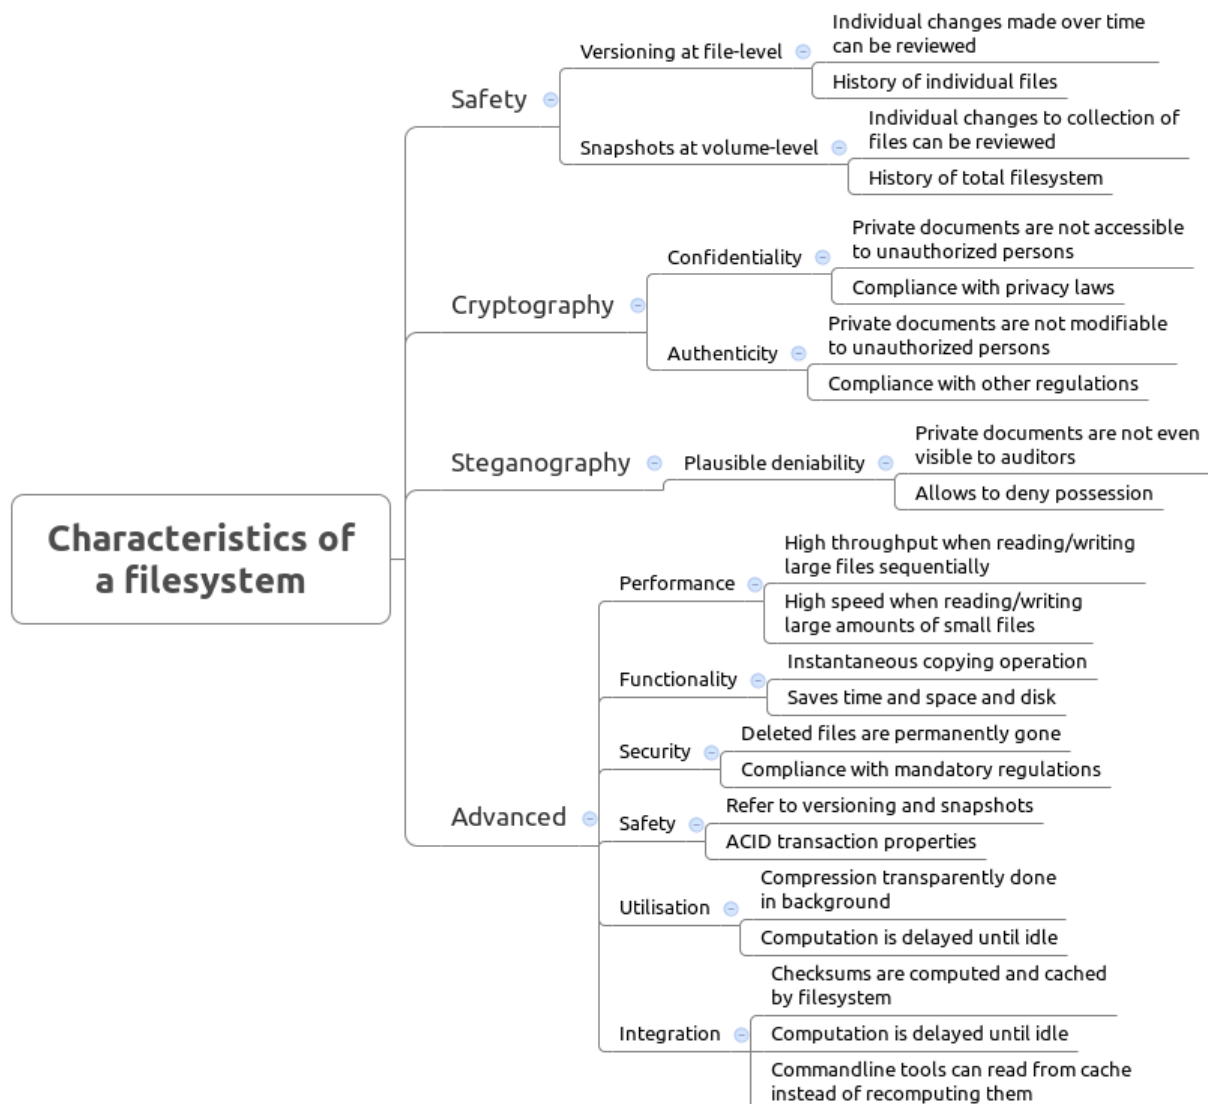 Characteristics of
a filesystem
Safety
Versioning at file-level
Individual changes made over time
can be reviewed
History of individual files
Snapshots at volume-level
Individual changes to collection of
files can be reviewed
History of total filesystem
Cryptography
Confidentiality
Private documents are not accessible
to unauthorized persons
Compliance with privacy laws
Authenticity
Private documents are not modifiable
to unauthorized persons
Compliance with other regulations
Steganography
Plausible deniability
Private documents are not even
visible to auditors
Allows to deny possession
Advanced
Performance
High throughput when reading/writing
large files sequentially
High speed when reading/writing
large amounts of small files
Functionality
Instantaneous copying operation
Saves time and space and disk
Security
Deleted files are permanently gone
Compliance with mandatory regulations
Safety
Refer to versioning and snapshots
ACID transaction properties
Utilisation
Compression transparently done
in background
Computation is delayed until idle
Integration
Checksums are computed and cached
by filesystem
Computation is delayed until idle
Commandline tools can read from cache
instead of recomputing them